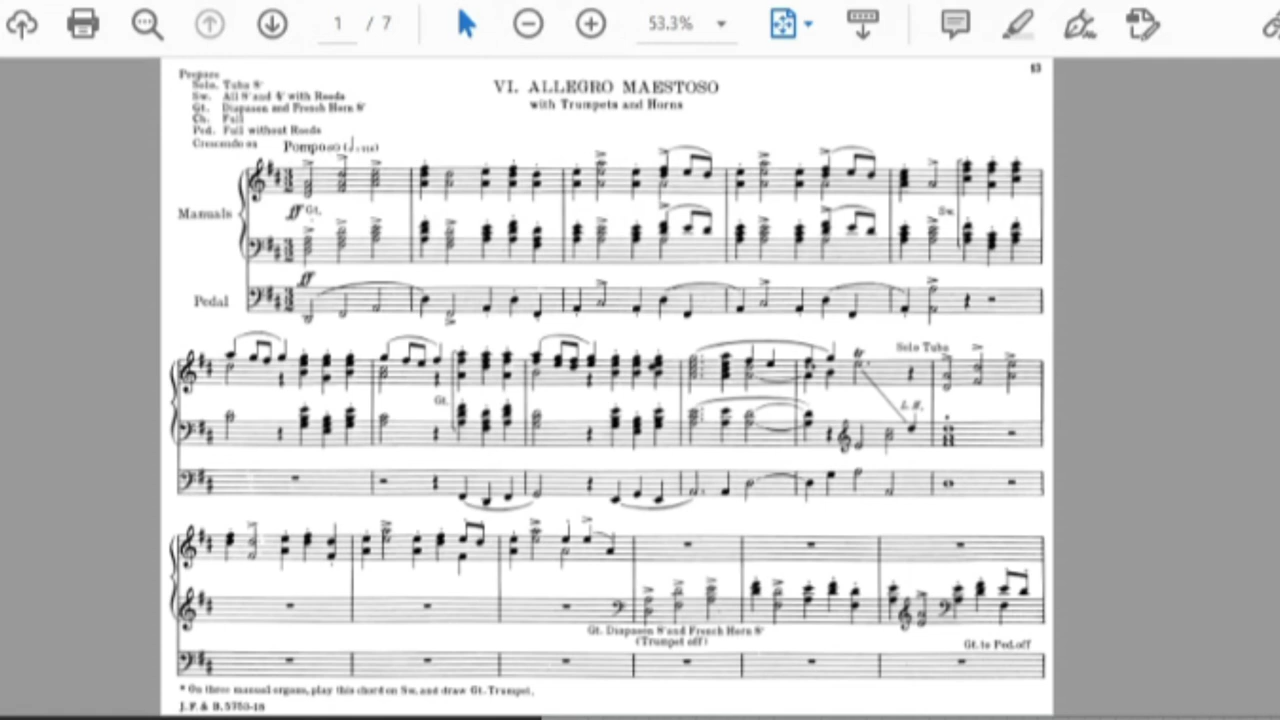 1 / 7
53.3%
13
Prepare
Solo. Tuba 8'
Sw. All 8' and 4' with Reeds
Gt. Diapason and French Horn 8'
Ch. Full
Ped. Full without Reeds
Crescendo on
VI. ALLEGRO MAESTOSO
with Trumpets and Horns
Pomposo
Manuals
ff Gt.
Sw.
ff
Pedal
Solo Tuba
Gt.
L.H.
Gt. Diapason 8' and French Horn 8'
(Trumpet off)
Gt. to Ped. off
* On three manual organs, play this chord on Sw. and draw Gt. Trumpet.
J. F. & B. 5750-18